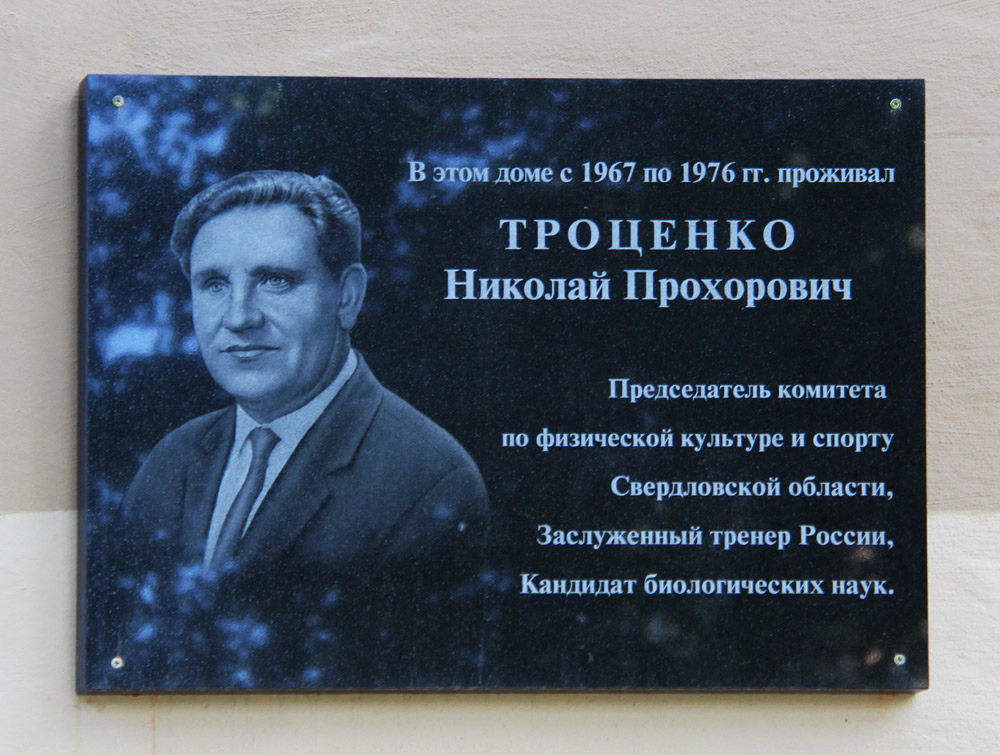 В этом доме с 1967 по 1976 гг. проживал
ТРОЦЕНКО
Николай Прохорович
Председатель комитета
по физической культуре и спорту
Свердловской области,
Заслуженный тренер России,
Кандидат биологических наук.